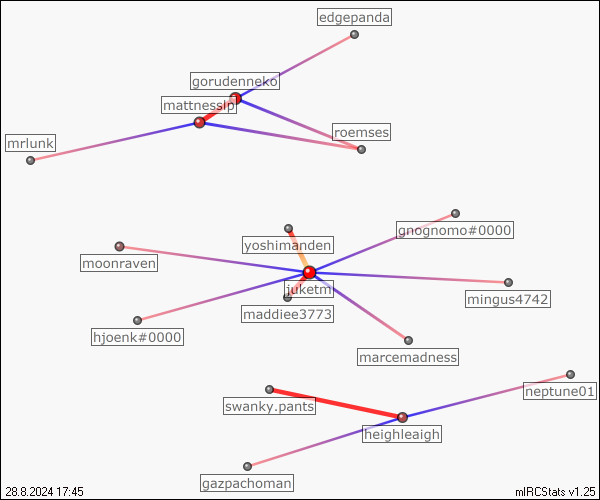 edgepanda
gorudenneko
mattnesslp
roemses
mrlunk
gnognomo#0000
yoshimanden
moonraven
juketm
mingus4742
maddiee3773
hjoenk#0000
marcemadness
neptune01
swanky.pants
heighleaigh
gazpachoman
28.8.2024 17:45
mIRCStats v1.25